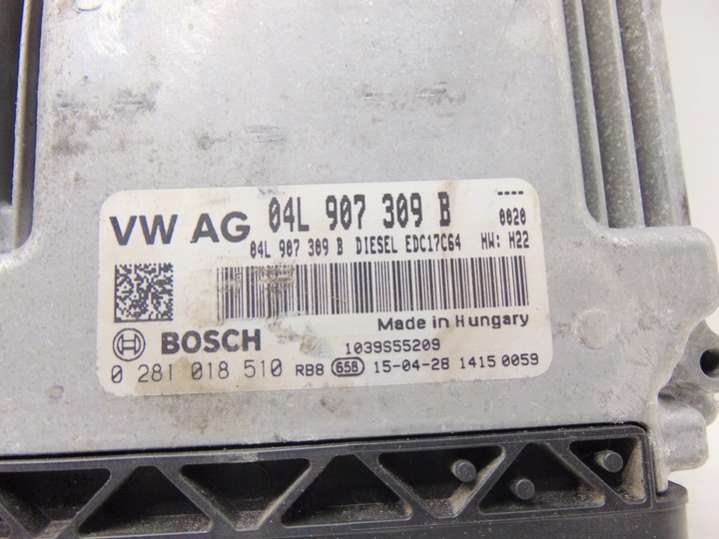 ----
VW AG 04L 907 309 B 0020
04L 907 309 B DIESEL EDC17C64 HW: H22
Made in Hungary
BOSCH 1039S55209
0 281 018 510 RB8 658 15-04-28 1415 0059